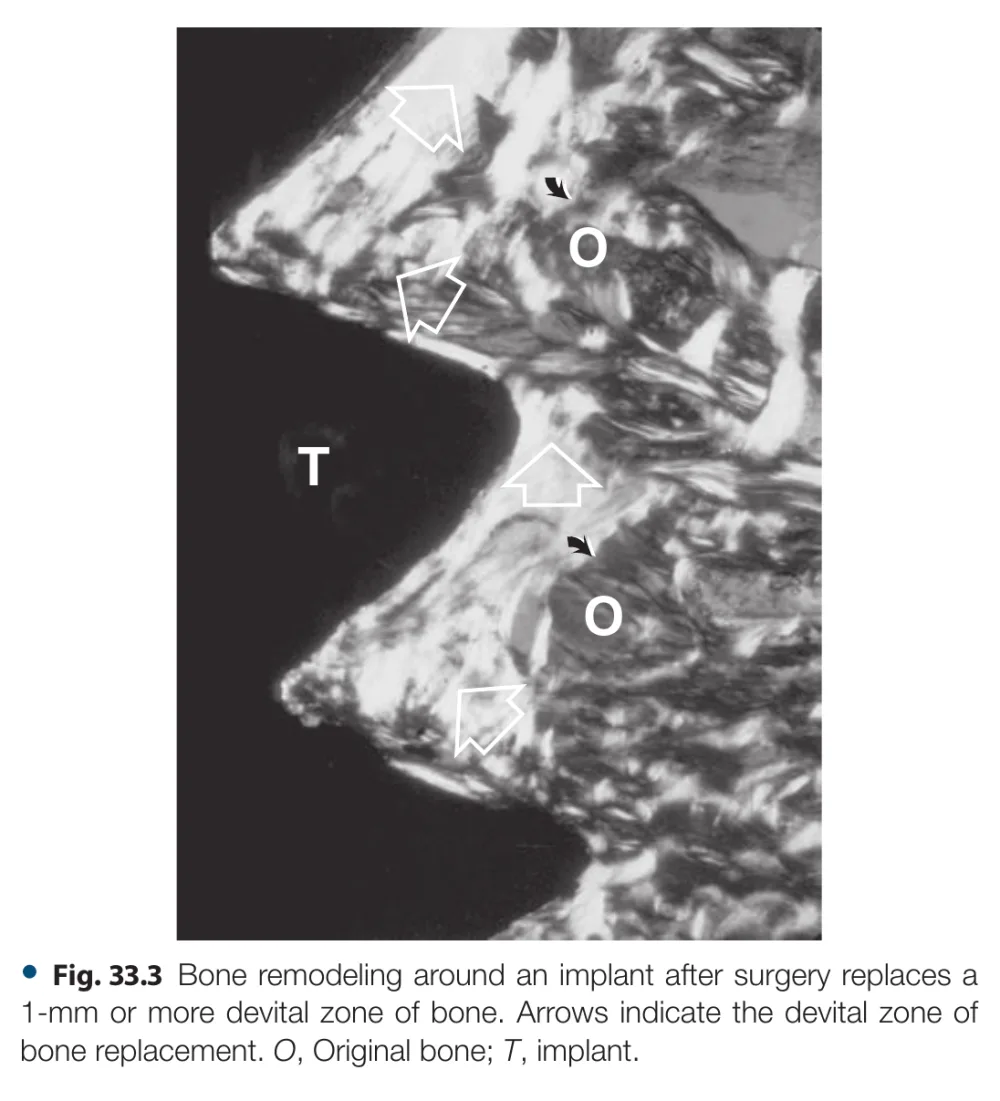 O
T
O
• Fig. 33.3 Bone remodeling around an implant after surgery replaces a
1-mm or more devital zone of bone. Arrows indicate the devital zone of
bone replacement. O, Original bone; T, implant.